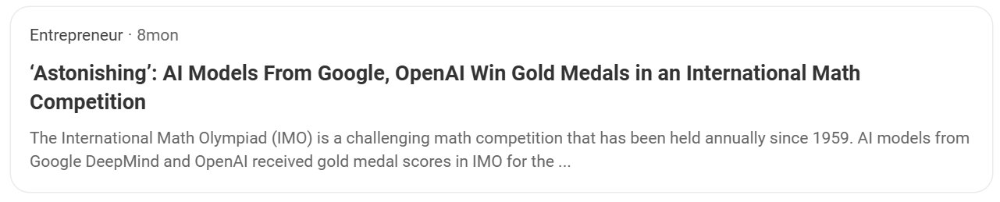 Entrepreneur · 8mon
‘Astonishing’: AI Models From Google, OpenAI Win Gold Medals in an International Math
Competition
The International Math Olympiad (IMO) is a challenging math competition that has been held annually since 1959. AI models from
Google DeepMind and OpenAI received gold medal scores in IMO for the ...